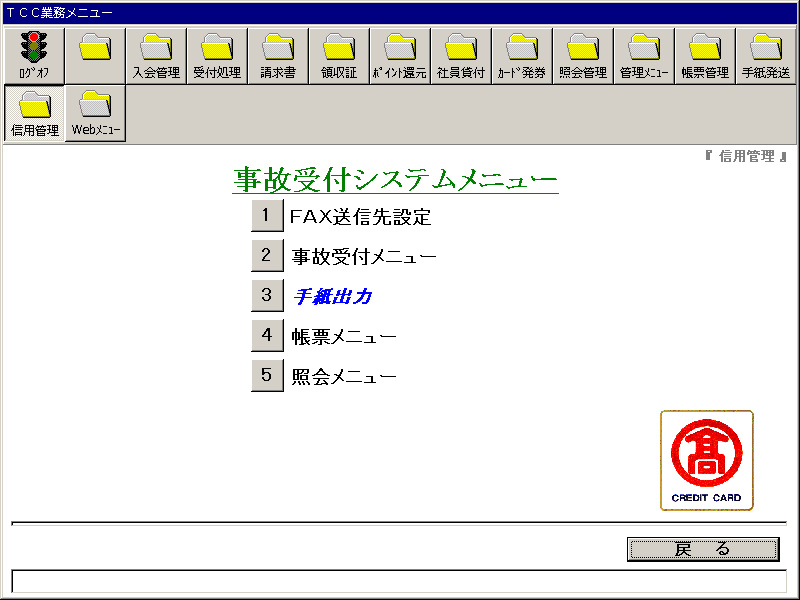 ＴＣＣ業務メニュー
ﾛｸﾞｵﾌ
入会管理
受付処理
請求書
領収証
ﾎﾟｲﾝﾄ還元
社員貸付
ｶｰﾄﾞ発券
照会管理
管理ﾒﾆｭｰ
帳票管理
手紙発送
信用管理
Webﾒﾆｭｰ
『 信用管理 』
事故受付システムメニュー
1 FAX送信先設定
2 事故受付メニュー
3 手紙出力
4 帳票メニュー
5 照会メニュー
髙
CREDIT CARD
戻 る